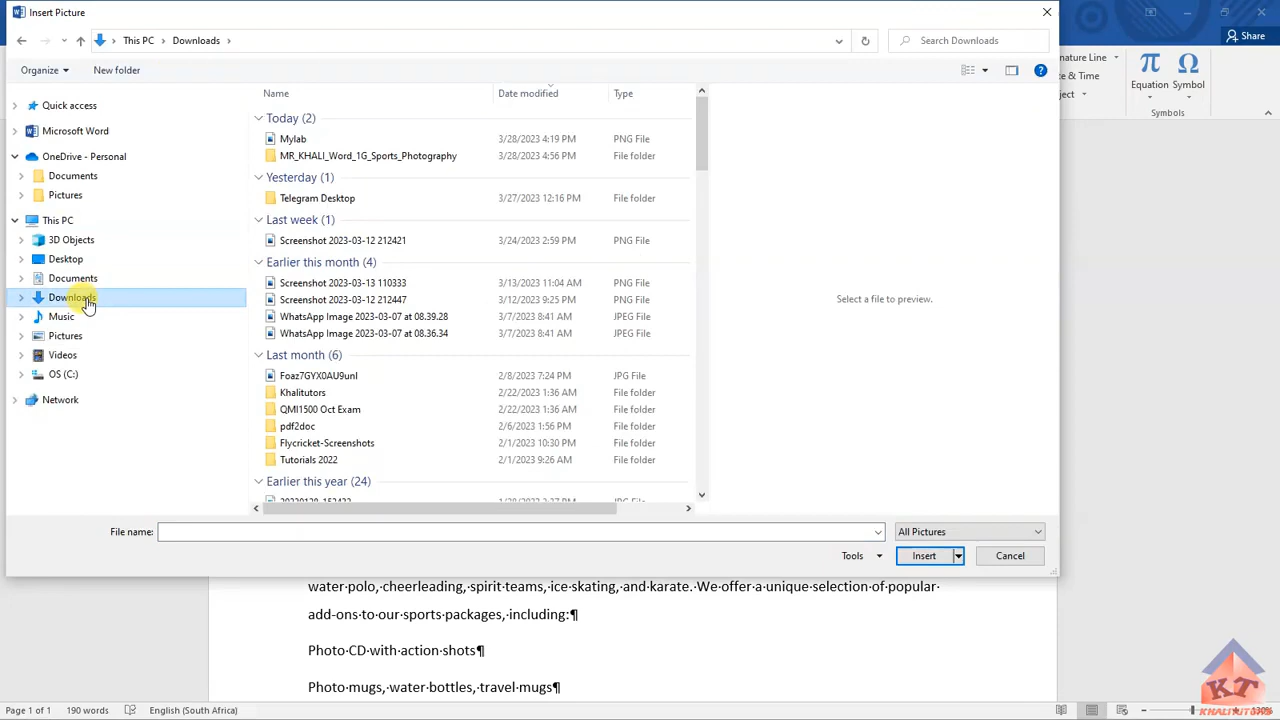 Insert Picture
This PC > Downloads >
Search Downloads
Share
Organize
New folder
nature Line
e & Time
ject
Equation
Symbol
Symbols
Quick access
Microsoft Word
OneDrive - Personal
Documents
Pictures
This PC
3D Objects
Desktop
Documents
Downloads
Music
Pictures
Videos
OS (C:)
Network
Name Date modified Type
Today (2)
Mylab 3/28/2023 4:19 PM PNG File
MR_KHALI_Word_1G_Sports_Photography 3/28/2023 4:56 PM File folder
Yesterday (1)
Telegram Desktop 3/27/2023 12:16 PM File folder
Last week (1)
Screenshot 2023-03-12 212421 3/24/2023 2:59 PM PNG File
Earlier this month (4)
Screenshot 2023-03-13 110333 3/13/2023 11:04 AM PNG File
Screenshot 2023-03-12 212447 3/12/2023 9:25 PM PNG File
WhatsApp Image 2023-03-07 at 08.39.28 3/7/2023 8:41 AM JPEG File
WhatsApp Image 2023-03-07 at 08.36.34 3/7/2023 8:41 AM JPEG File
Last month (6)
Foaz7GYX0AU9unI 2/8/2023 7:24 PM JPG File
Khalitutors 2/22/2023 1:36 AM File folder
QMI1500 Oct Exam 2/22/2023 1:36 AM File folder
pdf2doc 2/6/2023 1:56 PM File folder
Flycricket-Screenshots 2/1/2023 10:30 PM File folder
Tutorials 2022 2/1/2023 9:26 AM File folder
Earlier this year (24)
Select a file to preview.
File name:
All Pictures
Tools
Insert
Cancel
water·polo,·cheerleading,·spirit·teams,·ice·skating,·and·karate.·We·offer·a·unique·selection·of·popular·
add-ons·to·our·sports·packages,·including:¶
Photo·CD·with·action·shots¶
Photo·mugs,·water·bottles,·travel·mugs¶
KT
KHALITUTORS
Page 1 of 1
190 words
English (South Africa)